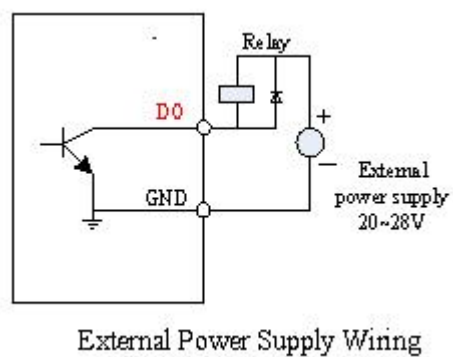 Relay
DO
+
External
power supply
20~28V
GND
External Power Supply Wiring